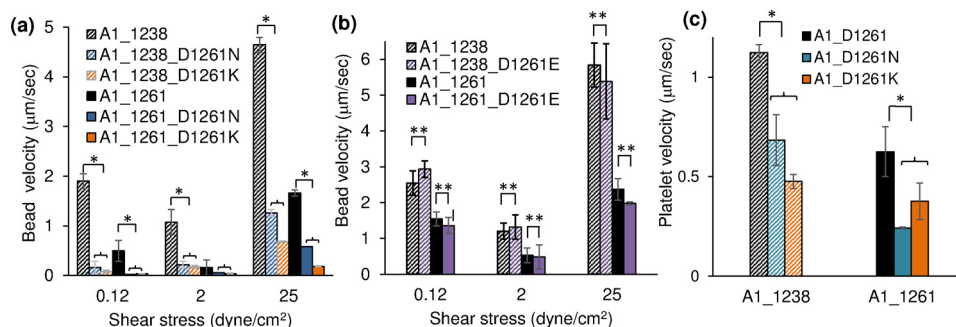 (a)
Bead velocity (μm/sec)
5
4
3
2
1
0
A1_1238
A1_1238_D1261N
A1_1238_D1261K
A1_1261
A1_1261_D1261N
A1_1261_D1261K
*
*
*
*
*
0.12
2
25
Shear stress (dyne/cm²)
(b)
Bead velocity (μm/sec)
7
6
5
4
3
2
1
0
A1_1238
A1_1238_D1261E
A1_1261
A1_1261_D1261E
**
**
**
**
**
**
0.12
2
25
Shear stress (dyne/cm²)
(c)
Platelet velocity (μm/sec)
1
0.5
0
A1_D1261
A1_D1261N
A1_D1261K
*
*
A1_1238
A1_1261